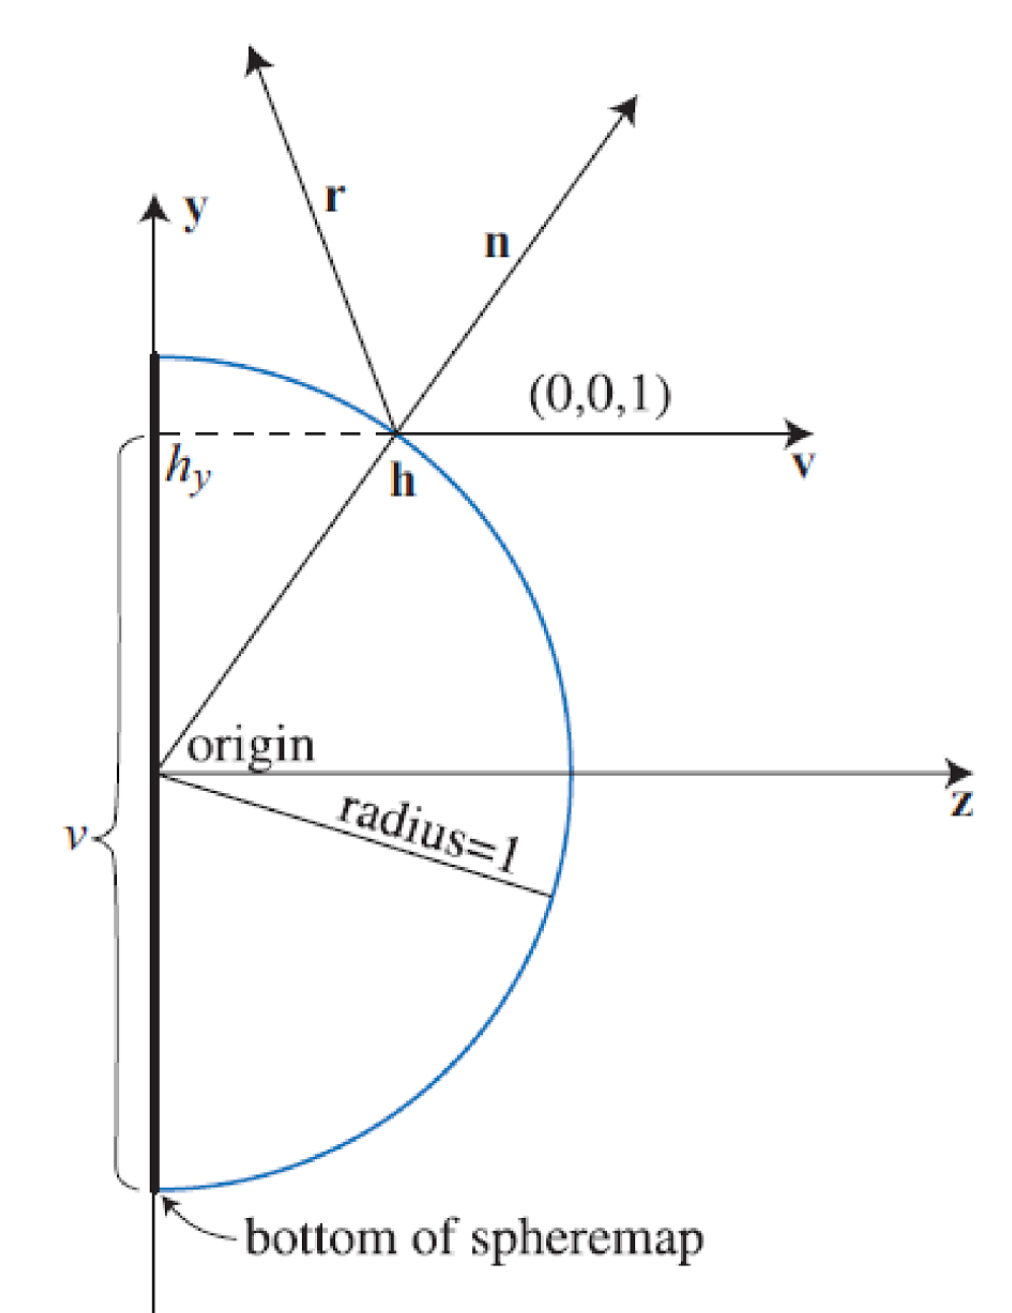 r
y
n
(0,0,1)
h_y
h
v
origin
radius=1
z
v
bottom of spheremap